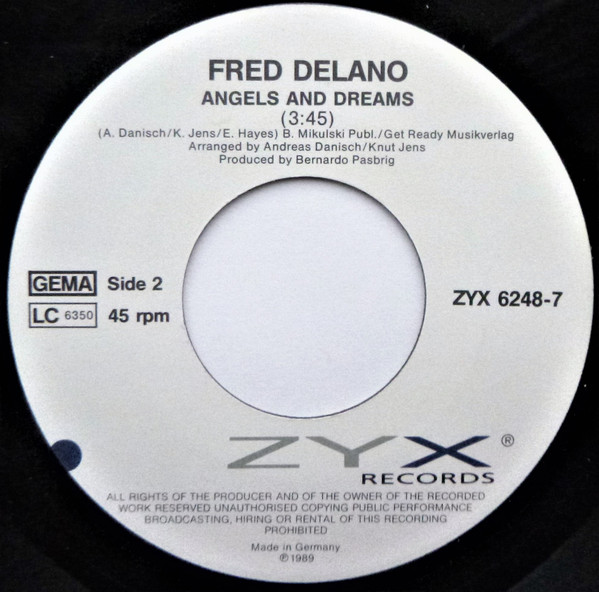 FRED DELANO
ANGELS AND DREAMS
(3:45)
(A. Danisch/K. Jens/E. Hayes) B. Mikulski Publ./Get Ready Musikverlag
Arranged by Andreas Danisch/Knut Jens
Produced by Bernardo Pasbrig
GEMA Side 2
LC 6350 45 rpm
ZYX 6248-7
ZYX ®
RECORDS
ALL RIGHTS OF THE PRODUCER AND OF THE OWNER OF THE RECORDED
WORK RESERVED UNAUTHORISED COPYING PUBLIC PERFORMANCE
BROADCASTING, HIRING OR RENTAL OF THIS RECORDING
PROHIBITED
Made in Germany
℗1989